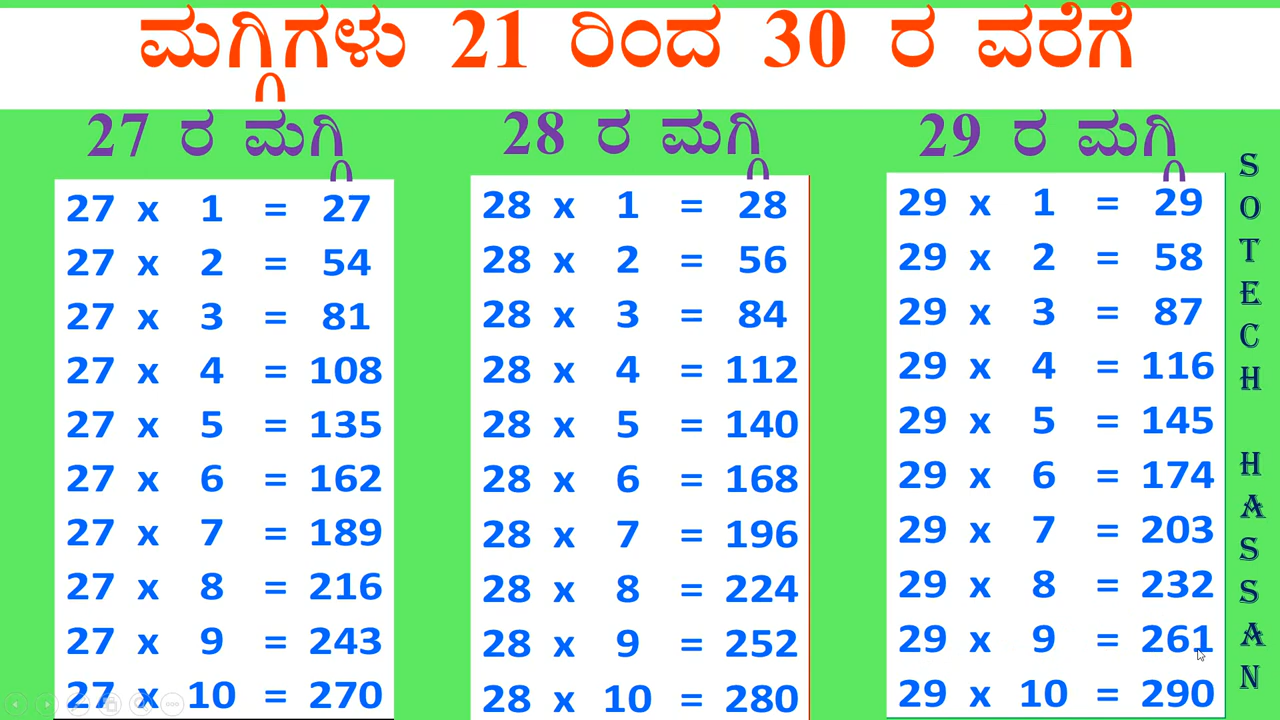 ಮಗ್ಗಿಗಳು 21 ರಿಂದ 30 ರ ವರೆಗೆ
27 ರ ಮಗ್ಗಿ
27 x 1 = 27
27 x 2 = 54
27 x 3 = 81
27 x 4 = 108
27 x 5 = 135
27 x 6 = 162
27 x 7 = 189
27 x 8 = 216
27 x 9 = 243
27 x 10 = 270
28 ರ ಮಗ್ಗಿ
28 x 1 = 28
28 x 2 = 56
28 x 3 = 84
28 x 4 = 112
28 x 5 = 140
28 x 6 = 168
28 x 7 = 196
28 x 8 = 224
28 x 9 = 252
28 x 10 = 280
29 ರ ಮಗ್ಗಿ
29 x 1 = 29
29 x 2 = 58
29 x 3 = 87
29 x 4 = 116
29 x 5 = 145
29 x 6 = 174
29 x 7 = 203
29 x 8 = 232
29 x 9 = 261
29 x 10 = 290
SOTECH HASSAN